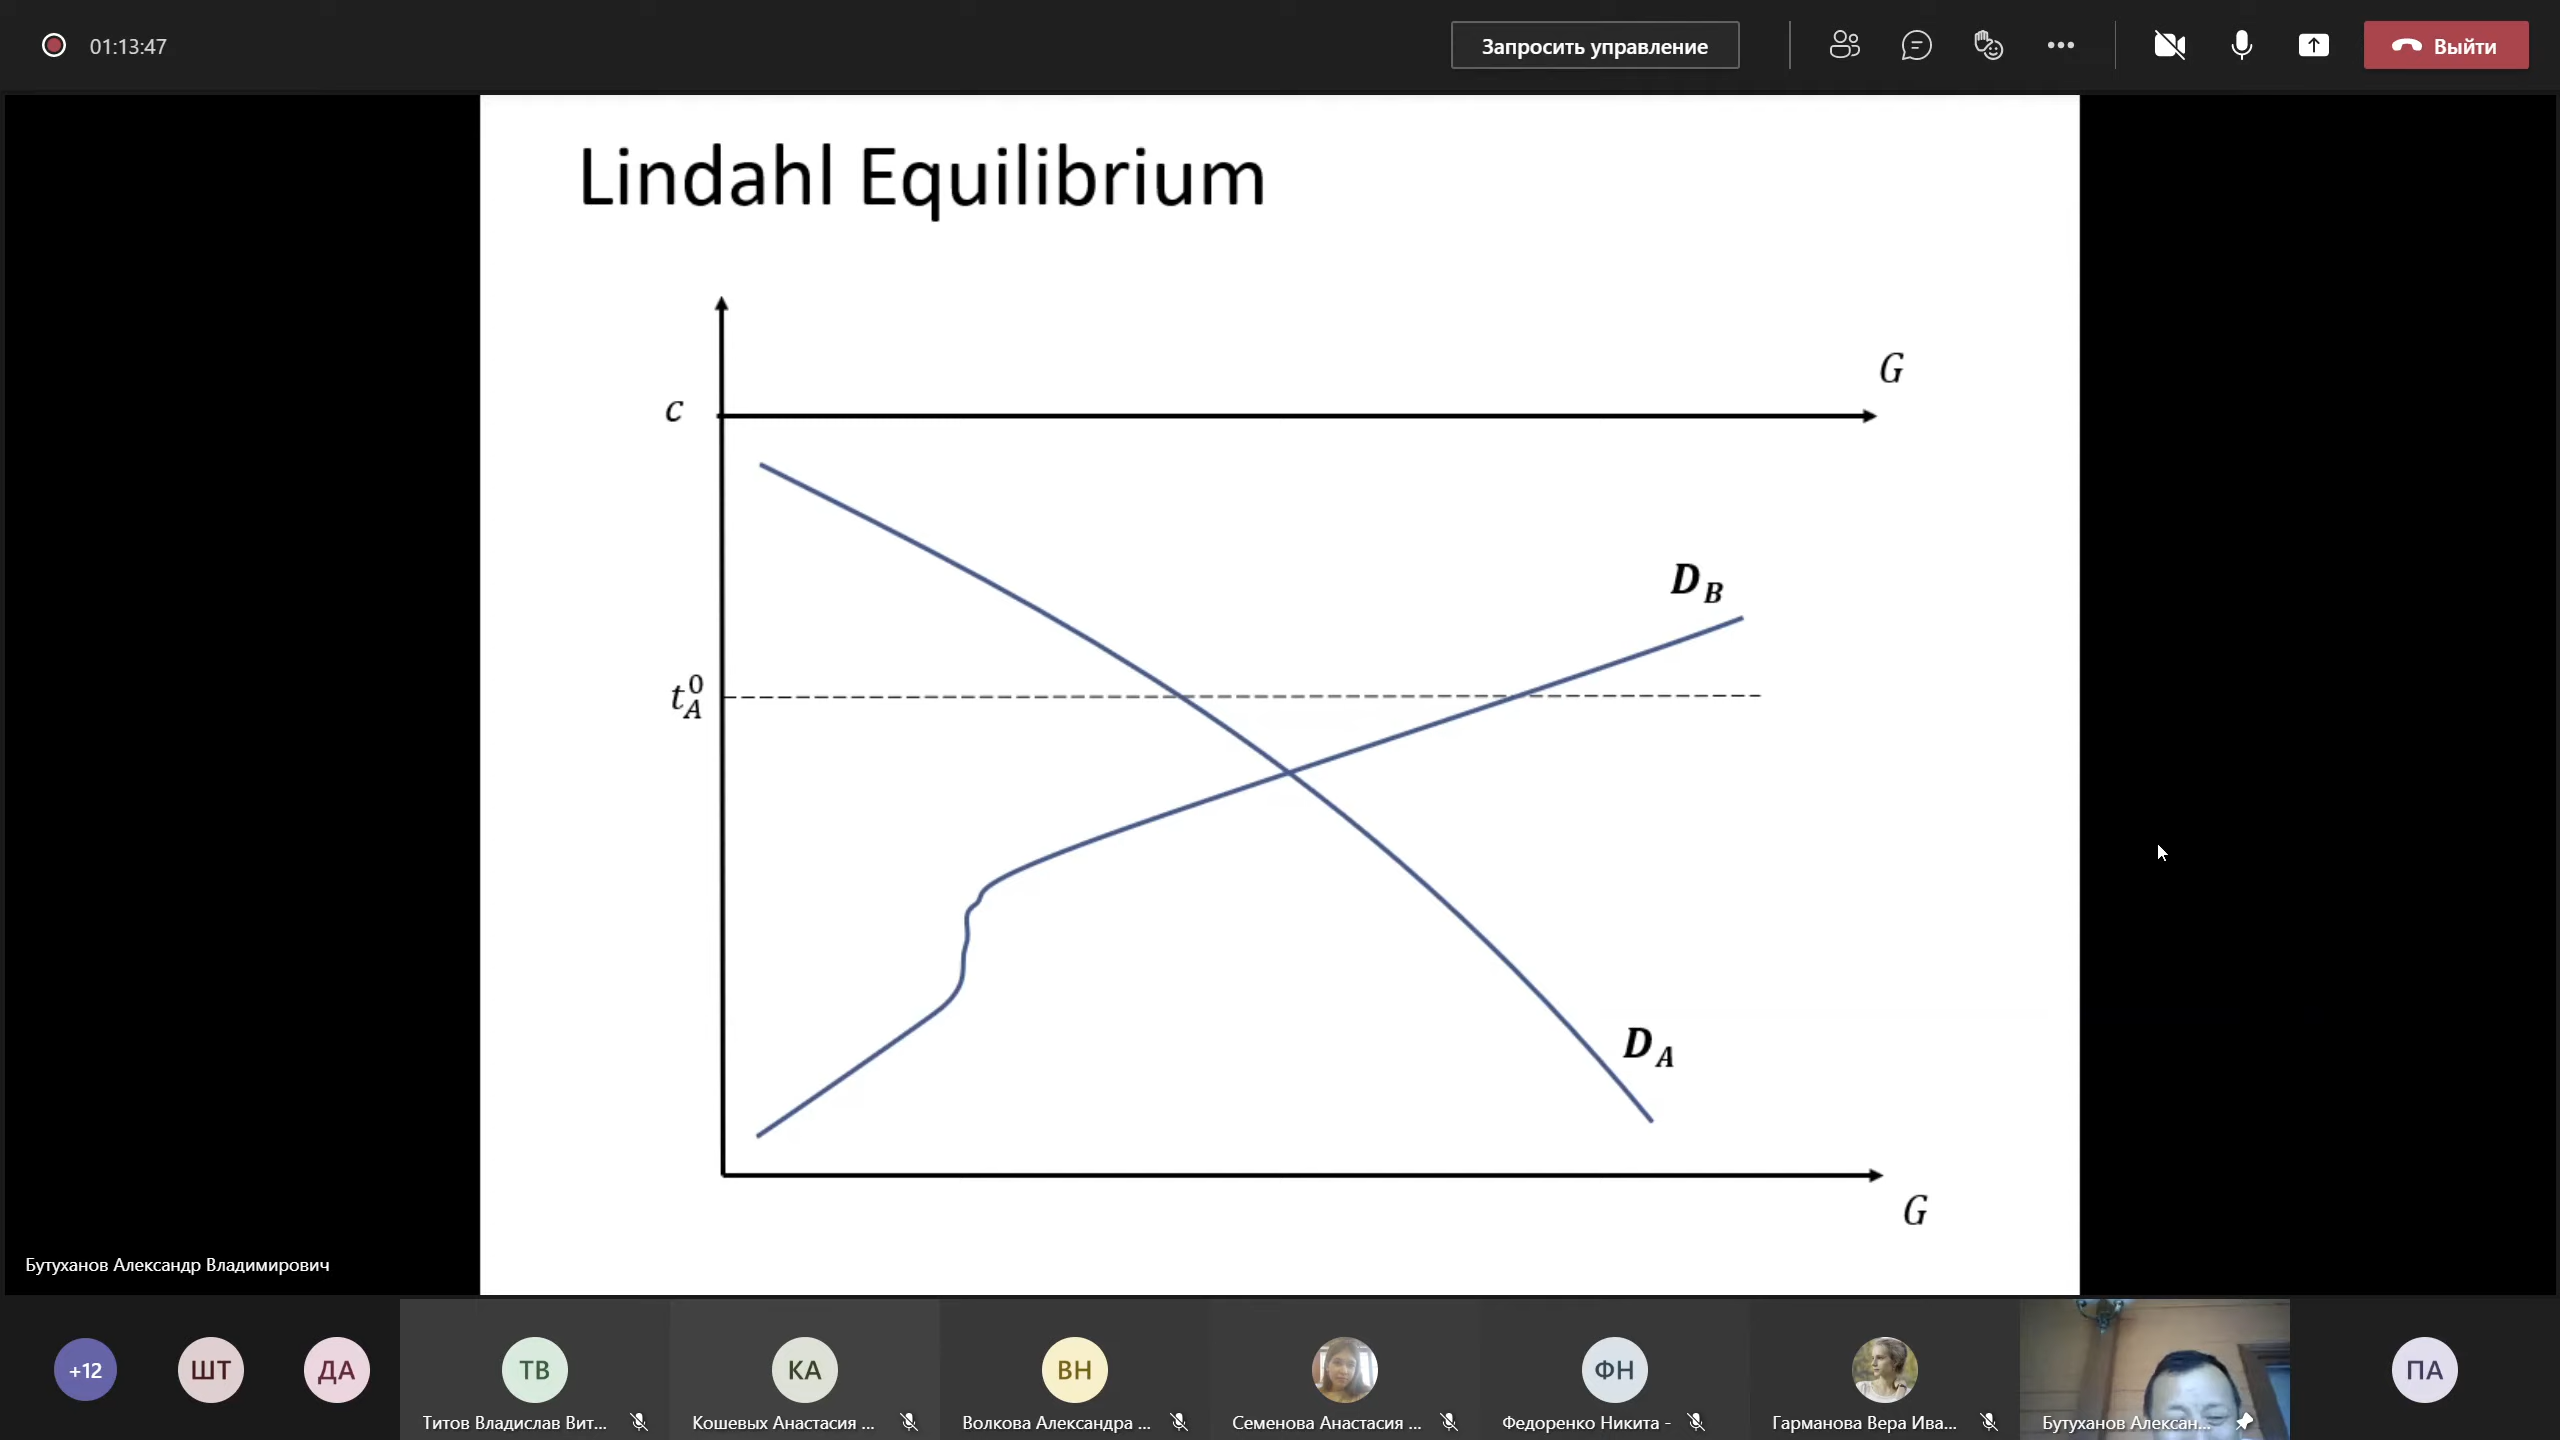 01:13:47
Запросить управление
Выйти
Lindahl Equilibrium
G
c
D_B
t_A^0
D_A
G
Бутуханов Александр Владимирович
+12
ШТ
ДА
ТВ
КА
ВН
ФН
ПА
Титов Владислав Вит...
Кошевых Анастасия ...
Волкова Александра ...
Семенова Анастасия ...
Федоренко Никита -
Гарманова Вера Ива...
Бутуханов Алексан...